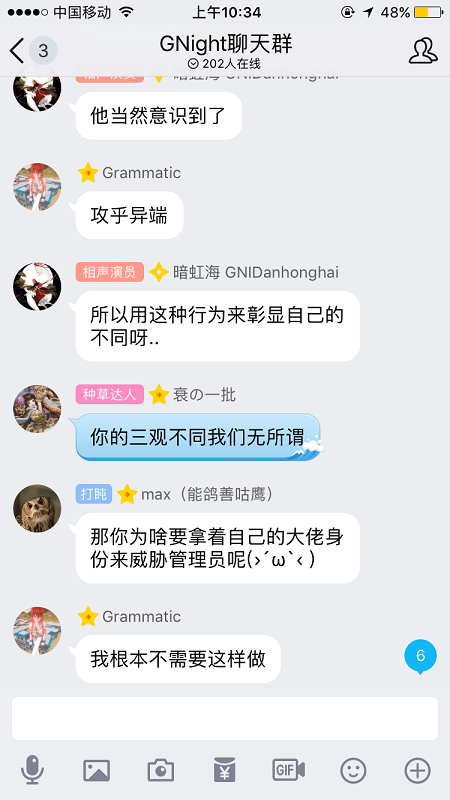 中国移动 上午10:34 48%
3 GNight聊天群
202人在线
相声演员 暗虹海 GNIDanhonghai
他当然意识到了
Grammatic
攻乎异端
相声演员 暗虹海 GNIDanhonghai
所以用这种行为来彰显自己的
不同呀..
种草达人 衰の一批
你的三观不同我们无所谓
打盹 max（能鸽善咕鹰）
那你为啥要拿着自己的大佬身
份来威胁管理员呢(›´ω`‹ )
Grammatic
我根本不需要这样做
6
¥ GIF